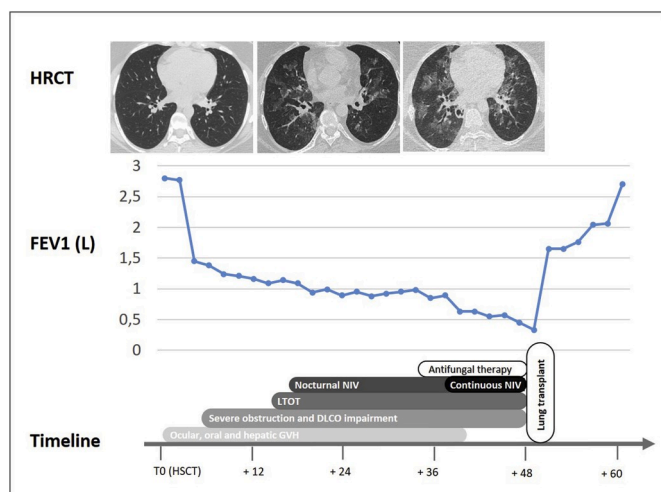 HRCT
3
2,5
2
FEV1 (L)
1,5
1
0,5
0
Antifungal therapy
Nocturnal NIV
Continuous NIV
LTOT
Severe obstruction and DLCO impairment
Ocular, oral and hepatic GVH
Lung transplant
Timeline
T0 (HSCT)
+ 12
+ 24
+ 36
+ 48
+ 60